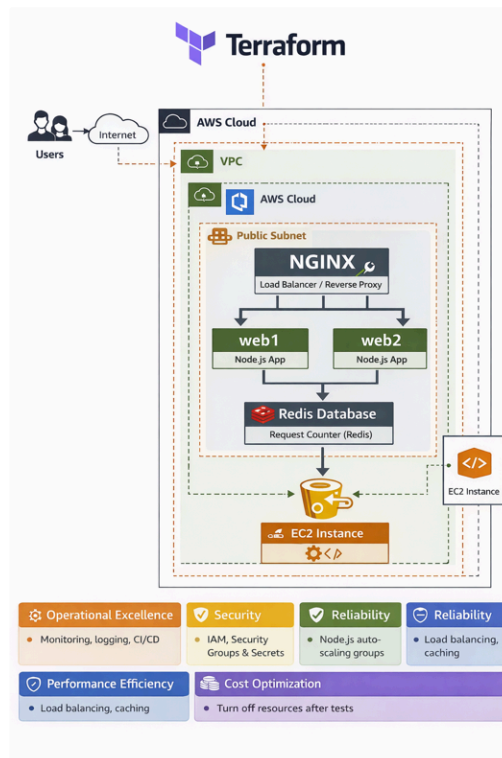 Terraform
AWS Cloud
Internet
Users
VPC
AWS Cloud
Public Subnet
NGINX
Load Balancer / Reverse Proxy
web1
Node.js App
web2
Node.js App
Redis Database
Request Counter (Redis)
</>
EC2 Instance
EC2 Instance
</>
Operational Excellence
• Monitoring, logging, CI/CD
Security
• IAM, Security
Groups & Secrets
Reliability
• Node.js auto-
scaling groups
Reliability
• Load balancing,
caching
Performance Efficiency
• Load balancing, caching
Cost Optimization
• Turn off resources after tests